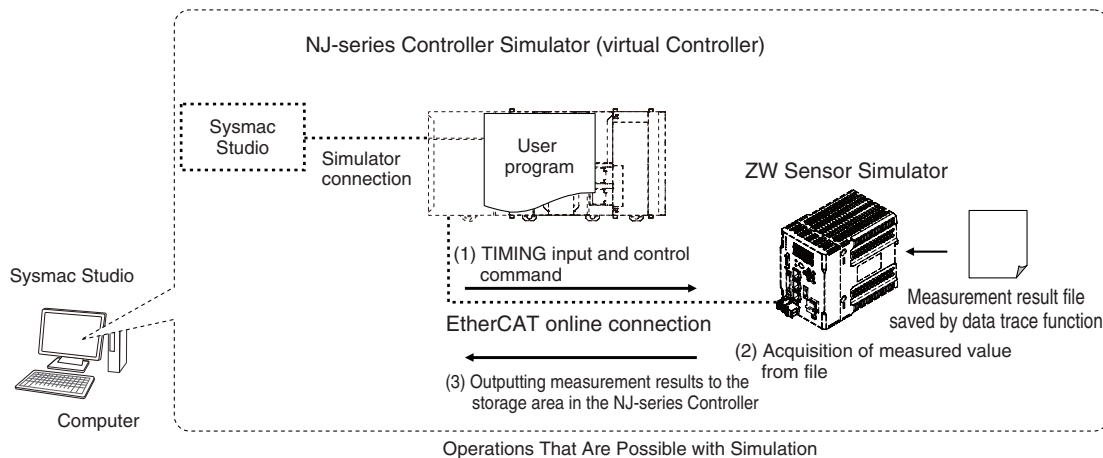 NJ-series Controller Simulator (virtual Controller)
Sysmac
Studio
Simulator
connection
User
program
ZW Sensor Simulator
(1) TIMING input and control
command
Sysmac Studio
EtherCAT online connection
Measurement result file
saved by data trace function
(2) Acquisition of measured value
from file
(3) Outputting measurement results to the
storage area in the NJ-series Controller
Computer
Operations That Are Possible with Simulation